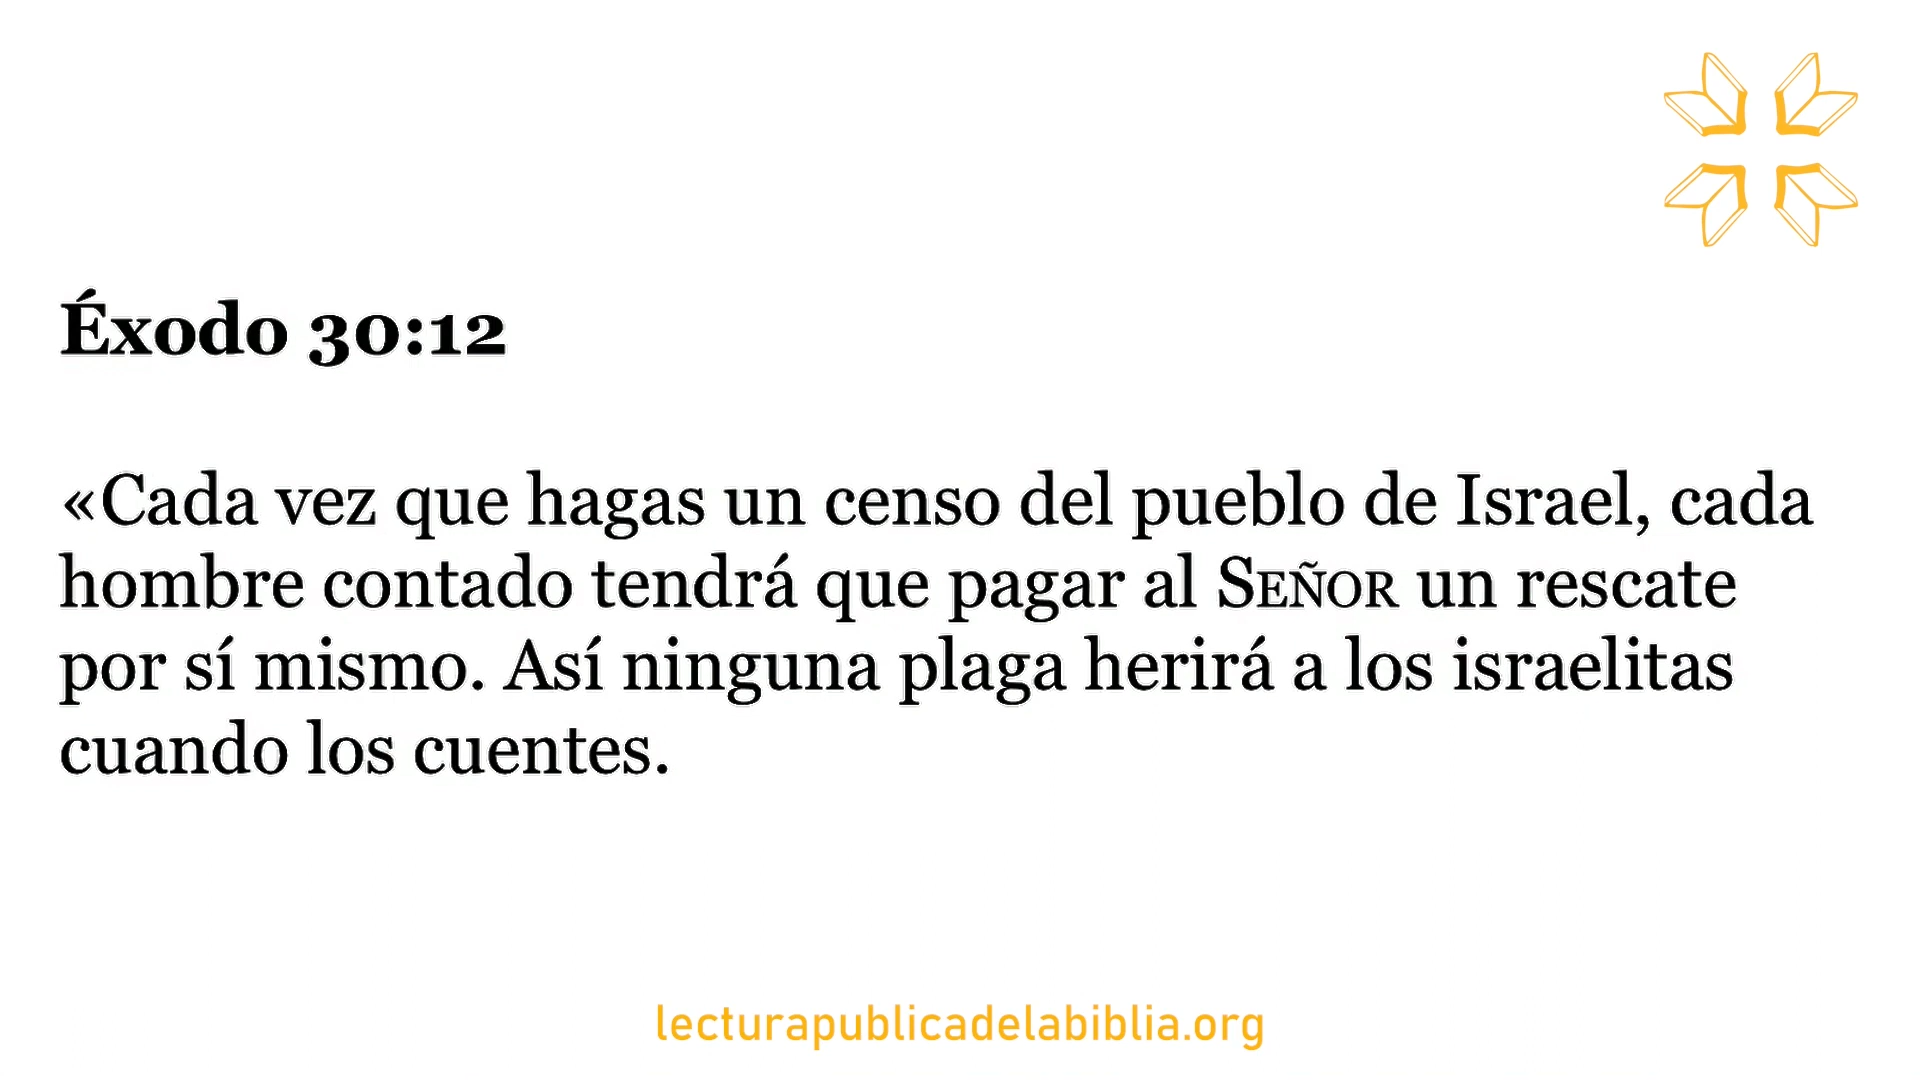 Éxodo 30:12
«Cada vez que hagas un censo del pueblo de Israel, cada
hombre contado tendrá que pagar al SEÑOR un rescate
por sí mismo. Así ninguna plaga herirá a los israelitas
cuando los cuentes.
lecturapublicadelabiblia.org